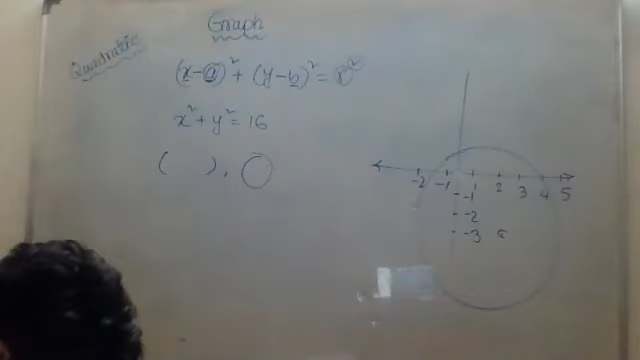 Graph
Quadratic
(x-a)² + (y-b)² = r²
x² + y² = 16
( ),
-2 -1 1 2 3 4 5
-1
-2
-3